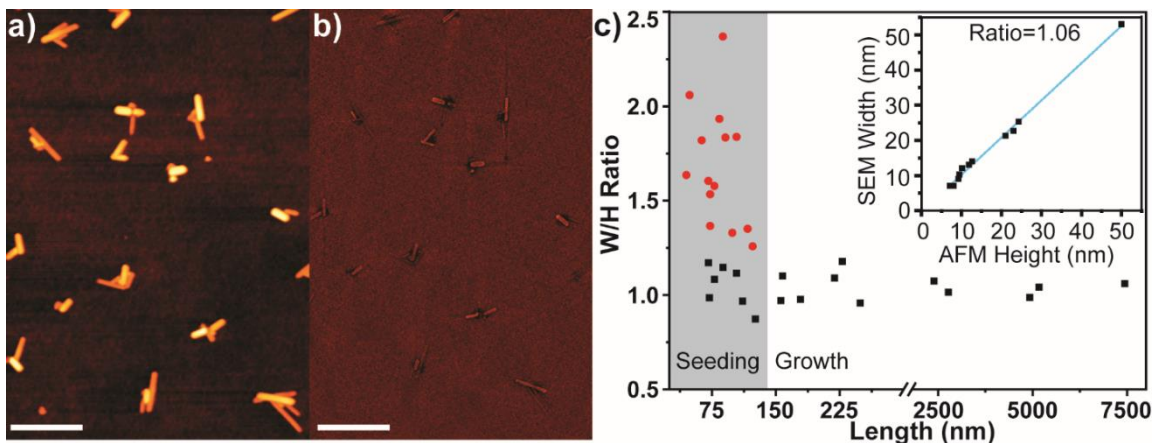 a)
b)
c)
2.5
2.0
1.5
1.0
0.5
W/H Ratio
Seeding
Growth
75
150
225
2500
5000
7500
Length (nm)
Ratio=1.06
50
40
30
20
10
0
SEM Width (nm)
0
10
20
30
40
50
AFM Height (nm)